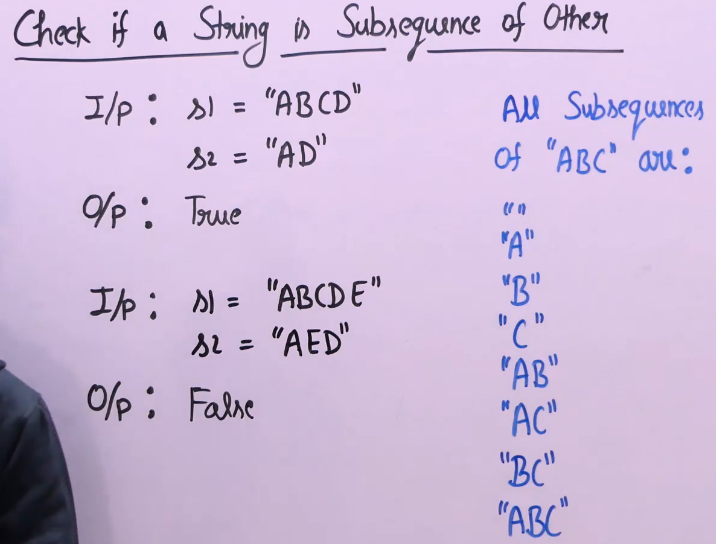 Check if a String is Subsequence of Other
I/p : s1 = "ABCD"
s2 = "AD"
O/p : True
I/p : s1 = "ABCDE"
s2 = "AED"
O/p : False
All Subsequences
Of "ABC" are:
""
"A"
"B"
"C"
"AB"
"AC"
"BC"
"ABC"